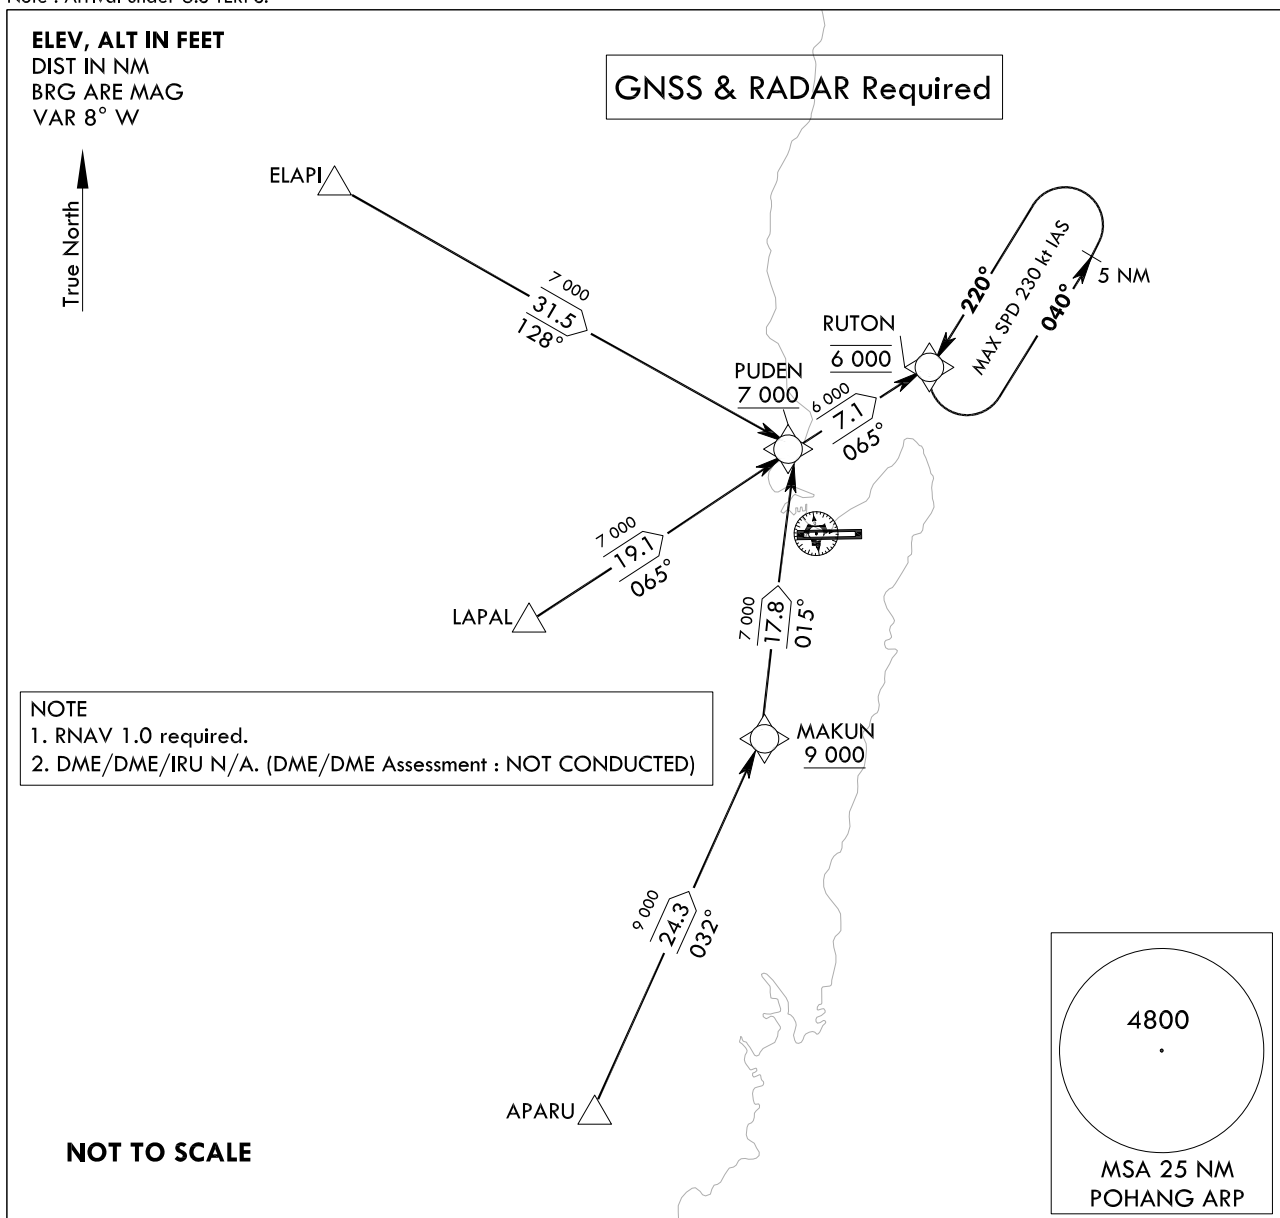 ELEV, ALT IN FEET
DIST IN NM
BRG ARE MAG
VAR 8° W
True North
GNSS & RADAR Required
ELAPI
7 000
31.5
128°
220°
MAX SPD 230 kt IAS
040°
5 NM
RUTON
6 000
PUDEN
7 000
6 000
7.1
065°
7 000
19.1
065°
LAPAL
7 000
17.8
015°
NOTE
1. RNAV 1.0 required.
2. DME/DME/IRU N/A. (DME/DME Assessment : NOT CONDUCTED)
MAKUN
9 000
9 000
24.3
032°
APARU
NOT TO SCALE
4800
MSA 25 NM
POHANG ARP